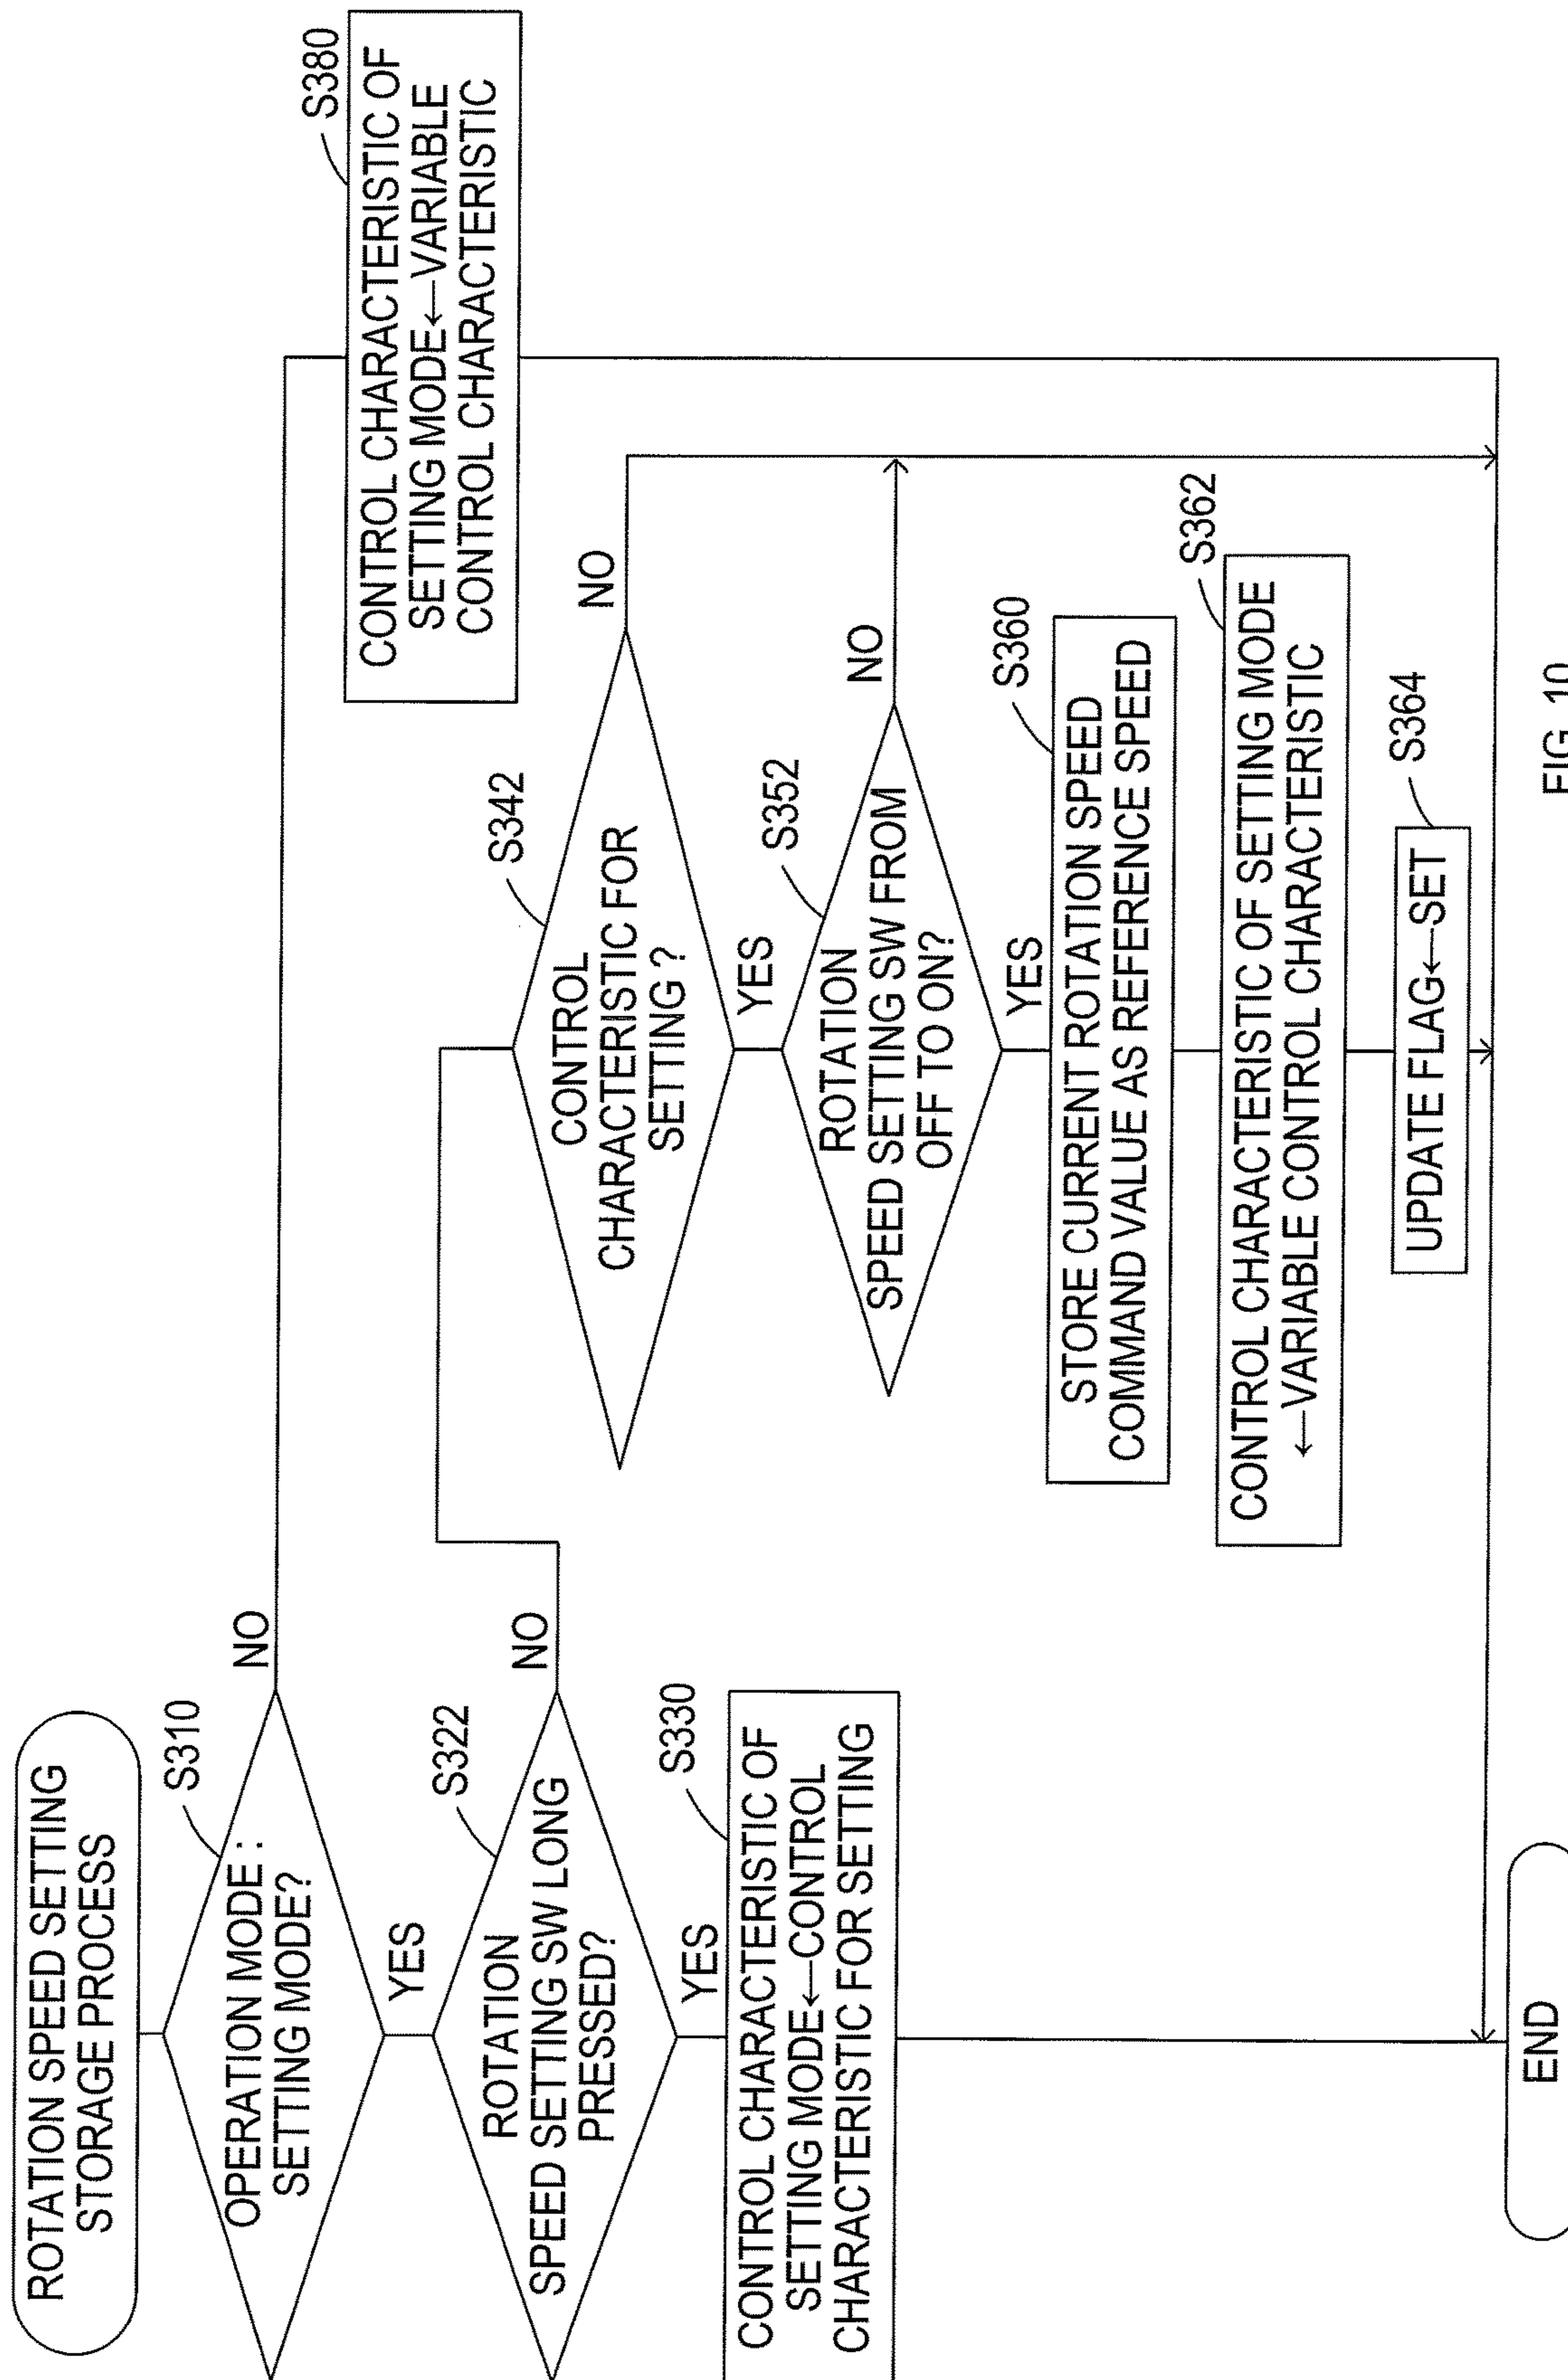 ROTATION SPEED SETTING
STORAGE PROCESS
S310
OPERATION MODE :
SETTING MODE?
NO
YES
S322
ROTATION
SPEED SETTING SW LONG
PRESSED?
NO
YES
S330
CONTROL CHARACTERISTIC OF
SETTING MODE←CONTROL
CHARACTERISTIC FOR SETTING
S342
CONTROL
CHARACTERISTIC FOR
SETTING ?
NO
YES
S352
ROTATION
SPEED SETTING SW FROM
OFF TO ON?
NO
YES
S360
STORE CURRENT ROTATION SPEED
COMMAND VALUE AS REFERENCE SPEED
S362
CONTROL CHARACTERISTIC OF SETTING MODE
←VARIABLE CONTROL CHARACTERISTIC
S364
UPDATE FLAG←SET
S380
CONTROL CHARACTERISTIC OF
SETTING MODE←VARIABLE
CONTROL CHARACTERISTIC
END
FIG. 10